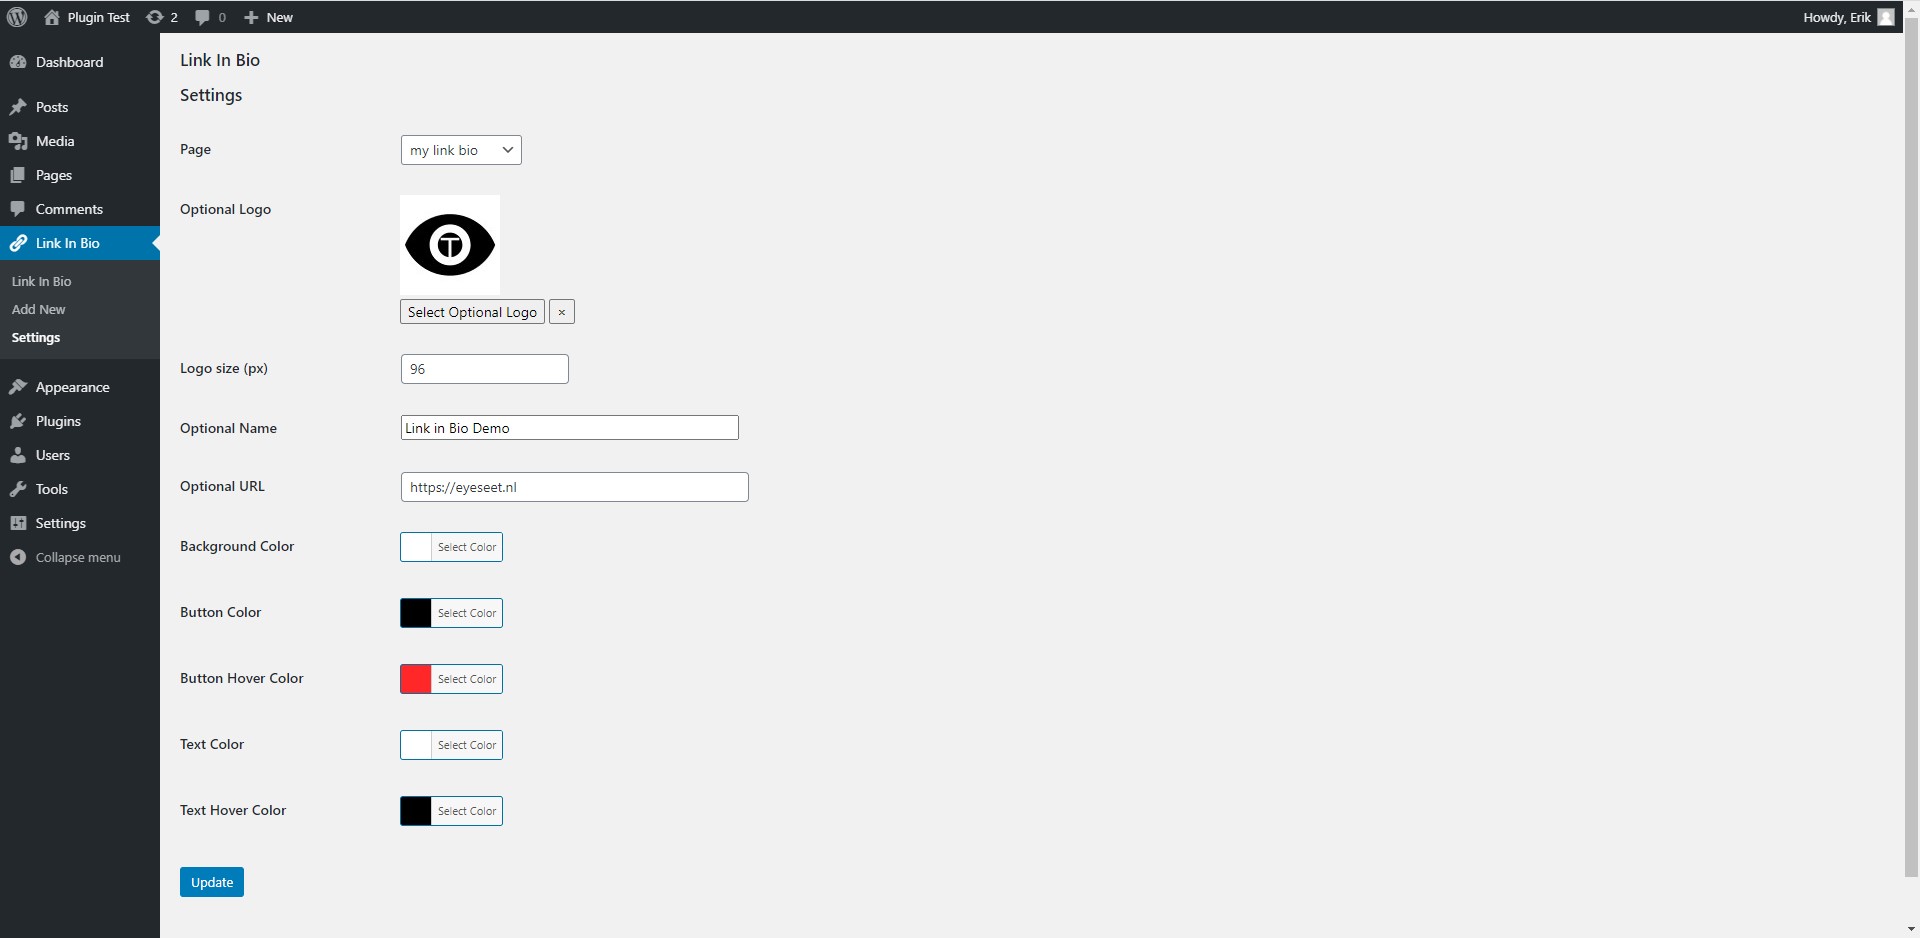 Plugin Test 2 0 New Howdy, Erik
Dashboard
Posts
Media
Pages
Comments
Link In Bio
Link In Bio
Add New
Settings
Appearance
Plugins
Users
Tools
Settings
Collapse menu
Link In Bio
Settings
Page my link bio
Optional Logo
T
Select Optional Logo ×
Logo size (px) 96
Optional Name Link in Bio Demo
Optional URL https://eyeseet.nl
Background Color Select Color
Button Color Select Color
Button Hover Color Select Color
Text Color Select Color
Text Hover Color Select Color
Update